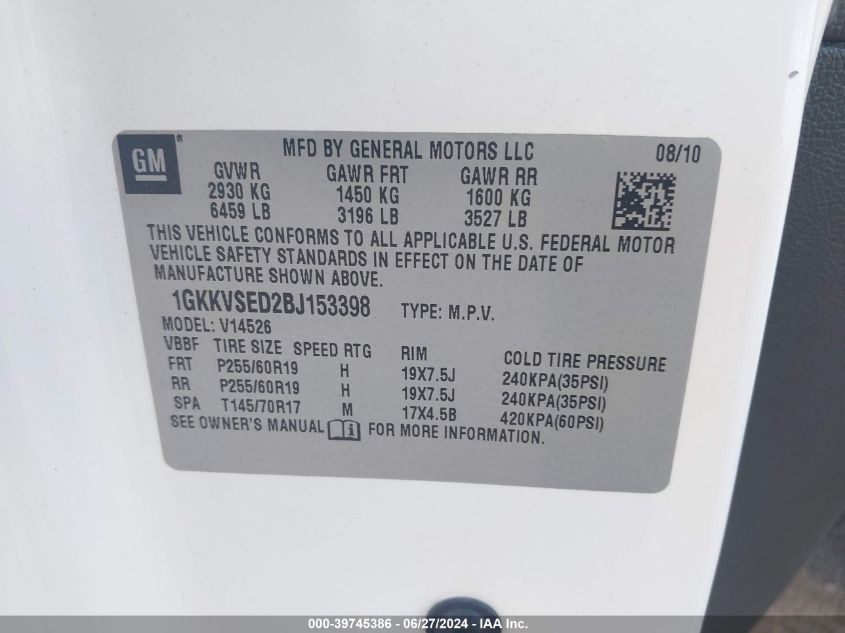 GM ® MFD BY GENERAL MOTORS LLC 08/10
GVWR GAWR FRT GAWR RR
2930 KG 1450 KG 1600 KG
6459 LB 3196 LB 3527 LB
THIS VEHICLE CONFORMS TO ALL APPLICABLE U.S. FEDERAL MOTOR
VEHICLE SAFETY STANDARDS IN EFFECT ON THE DATE OF
MANUFACTURE SHOWN ABOVE.
1GKKVSED2BJ153398 TYPE: M.P.V.
MODEL: V14526
VBBF TIRE SIZE SPEED RTG RIM COLD TIRE PRESSURE
FRT P255/60R19 H 19X7.5J 240KPA(35PSI)
RR P255/60R19 H 19X7.5J 240KPA(35PSI)
SPA T145/70R17 M 17X4.5B 420KPA(60PSI)
SEE OWNER'S MANUAL FOR MORE INFORMATION.
000-39745386 - 06/27/2024 - IAA Inc.